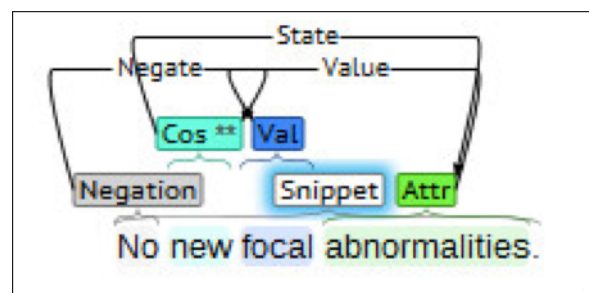 State
Negate Value
Cos ** Val
Negation Snippet Attr
No new focal abnormalities.